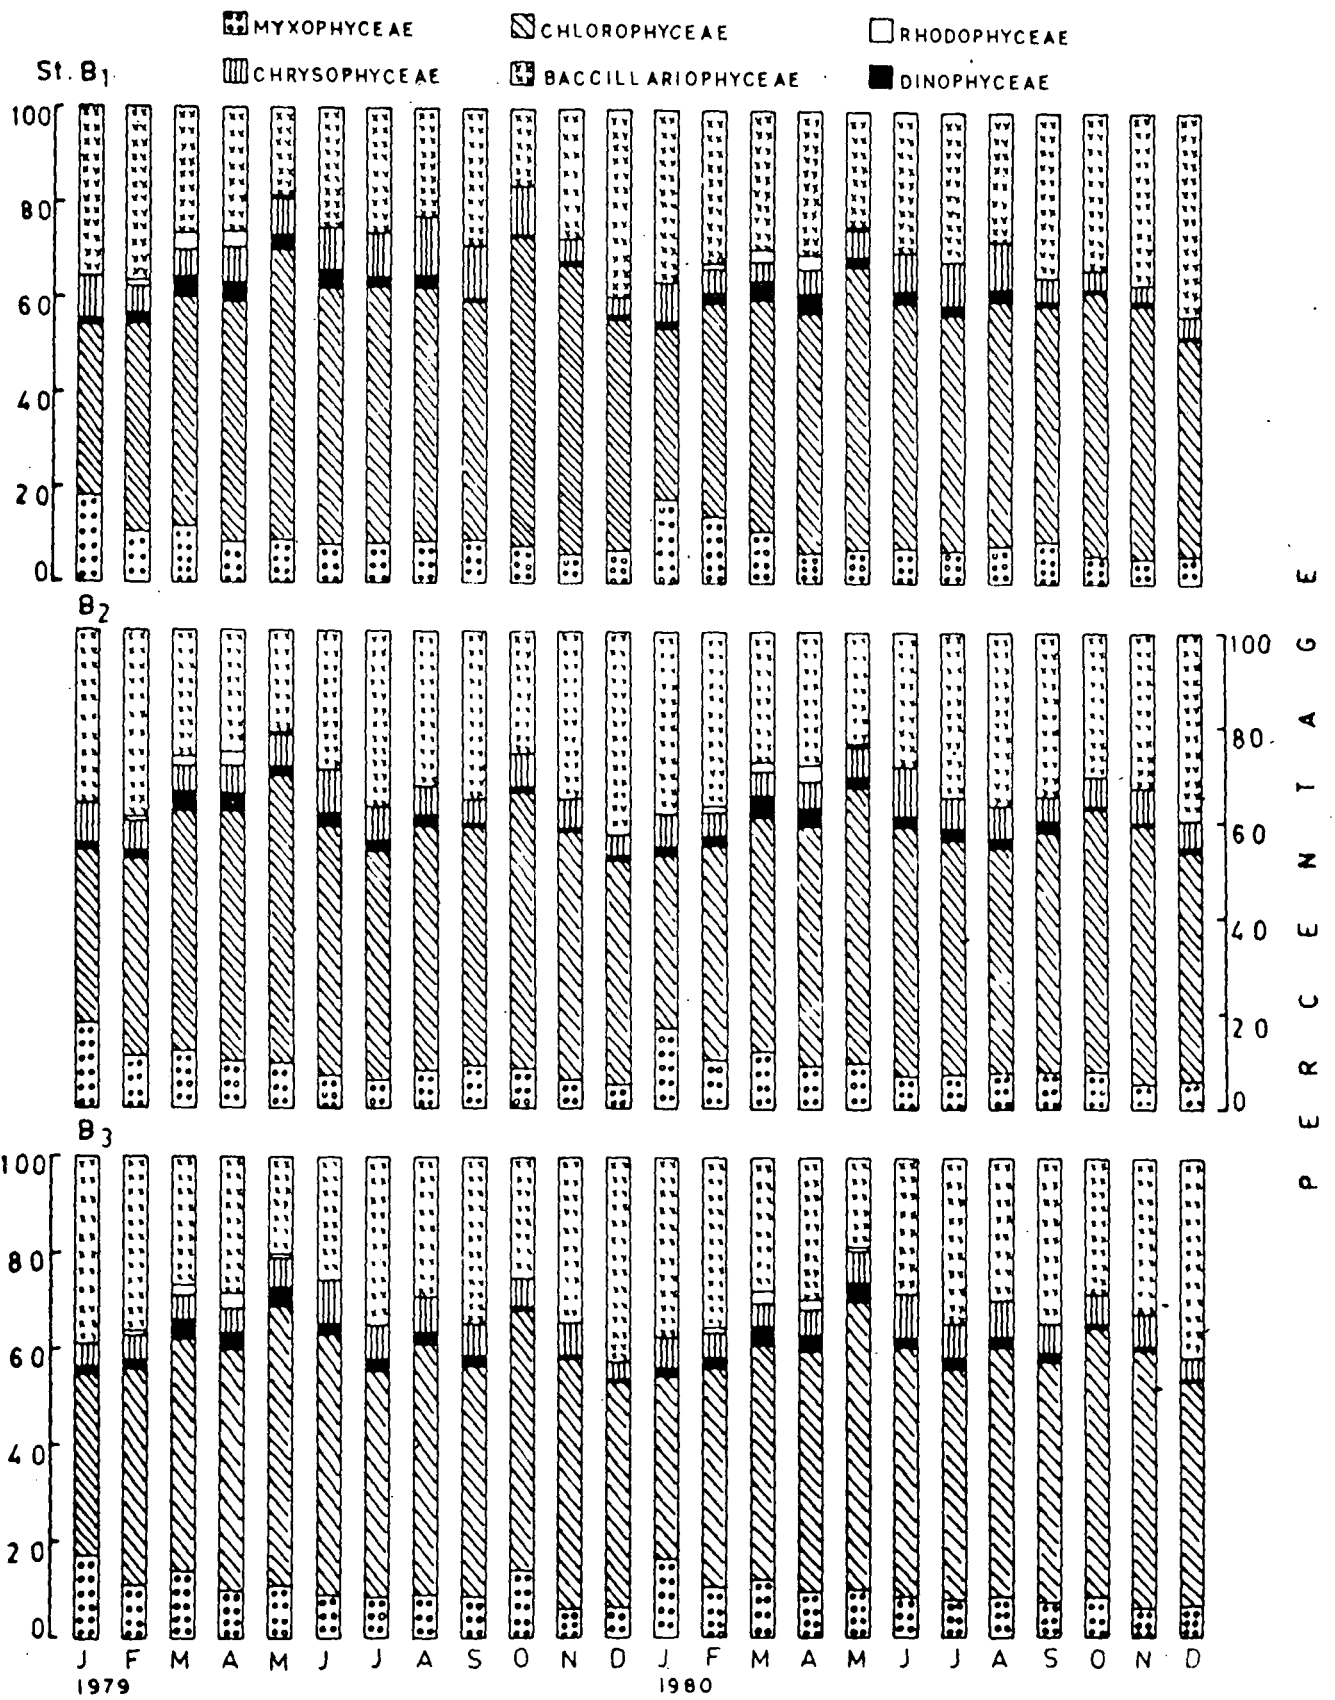 MYXOPHYCEAE CHLOROPHYCEAE RHODOPHYCEAE
CHRYSOPHYCEAE BACCILLARIOPHYCEAE DINOPHYCEAE
St. B1
100
80
60
40
20
0
B2
100
80
60
40
20
0
PERCENTAGE
B3
100
80
60
40
20
0
J F M A M J J A S O N D J F M A M J J A S O N D
1979 1980